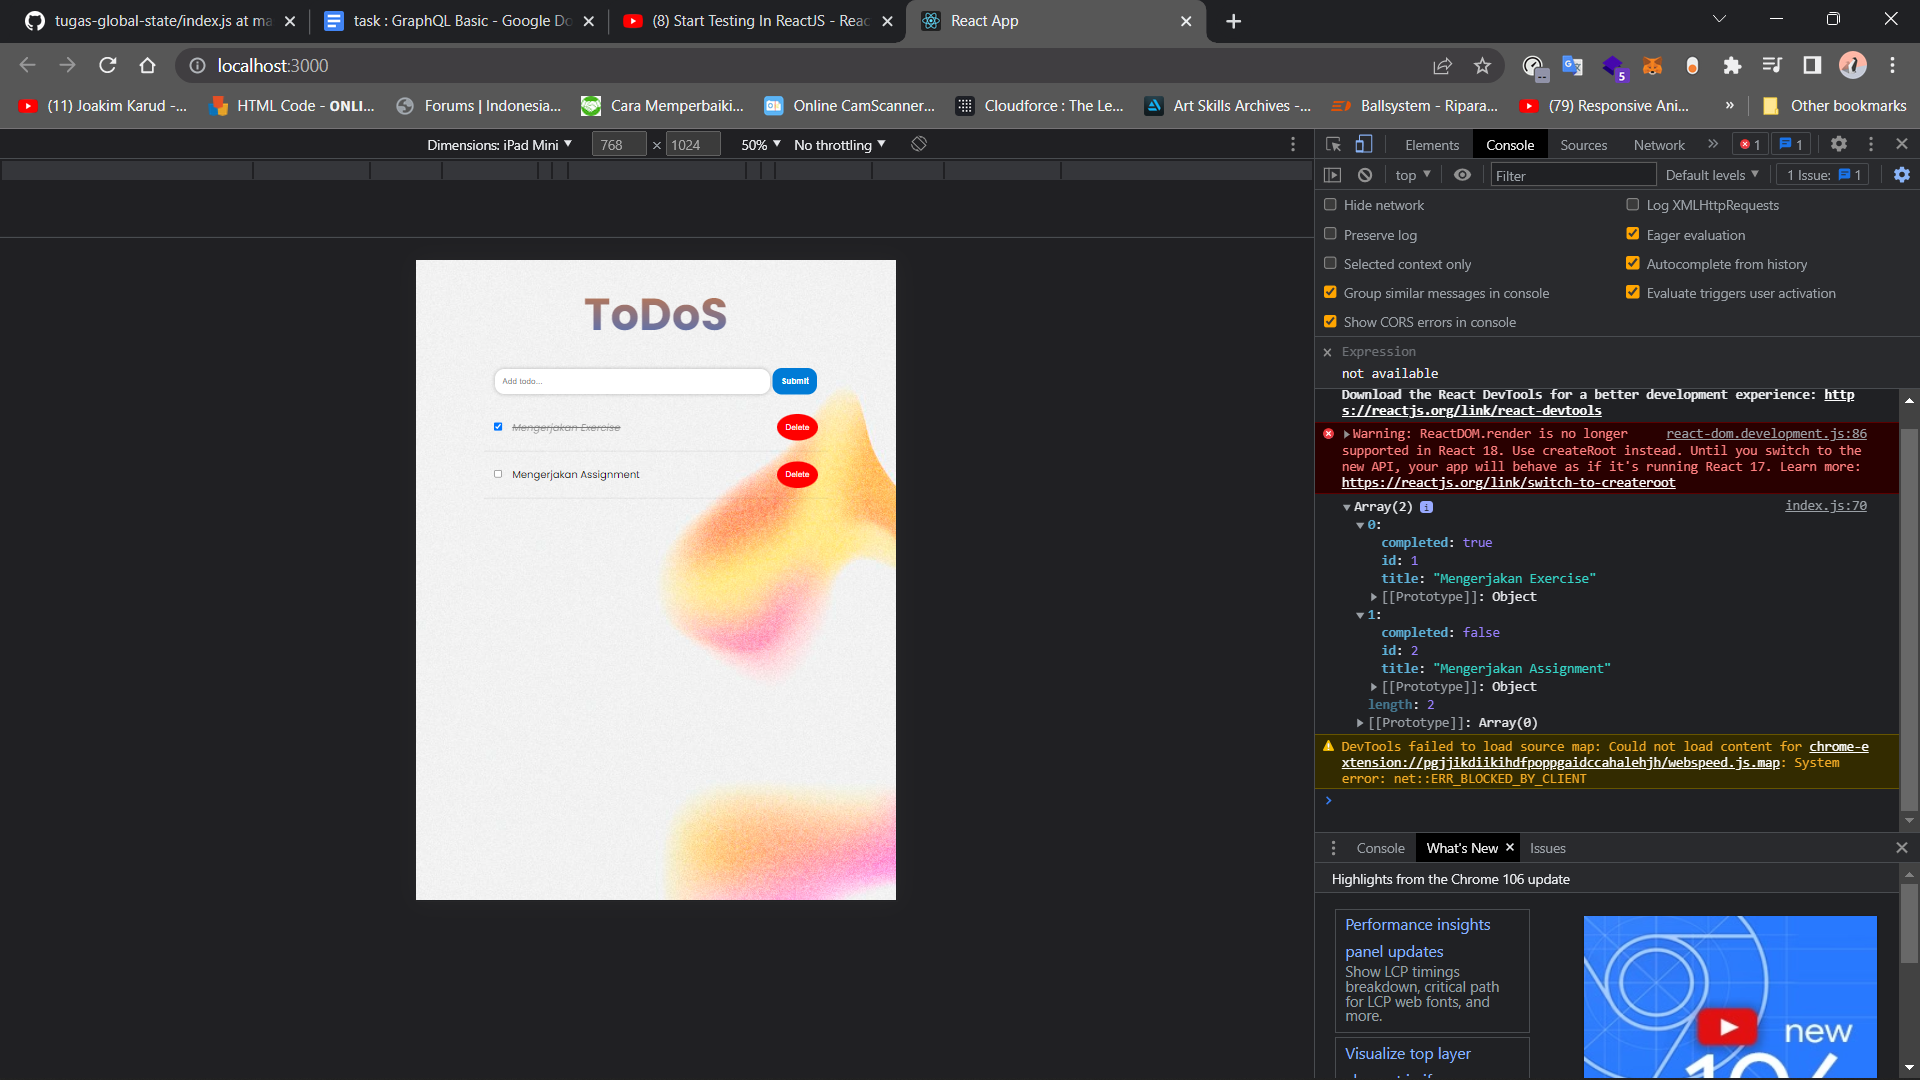 tugas-global-state/index.js at ma
task : GraphQL Basic - Google Do
(8) Start Testing In ReactJS - Reac
React App
localhost:3000
5
(11) Joakim Karud -...
HTML Code - ONLI...
Forums | Indonesia...
Cara Memperbaiki...
Online CamScanner...
Cloudforce : The Le...
Art Skills Archives -...
Ballsystem - Ripara...
(79) Responsive Ani...
»
Other bookmarks
Dimensions: iPad Mini
768 × 1024
50%
No throttling
Elements
Console
Sources
Network
»
1
1
top
Filter
Default levels
1 Issue: 1
Hide network
Log XMLHttpRequests
Preserve log
Eager evaluation
Selected context only
Autocomplete from history
Group similar messages in console
Evaluate triggers user activation
Show CORS errors in console
Expression
not available
Download the React DevTools for a better development experience: http
s://reactjs.org/link/react-devtools
Warning: ReactDOM.render is no longer react-dom.development.js:86
supported in React 18. Use createRoot instead. Until you switch to the
new API, your app will behave as if it's running React 17. Learn more:
https://reactjs.org/link/switch-to-createroot
Array(2) i index.js:70
0:
completed: true
id: 1
title: "Mengerjakan Exercise"
[[Prototype]]: Object
1:
completed: false
id: 2
title: "Mengerjakan Assignment"
[[Prototype]]: Object
length: 2
[[Prototype]]: Array(0)
DevTools failed to load source map: Could not load content for chrome-e
xtension://pgjjikdiikihdfpoppgaidccahalehjh/webspeed.js.map: System
error: net::ERR_BLOCKED_BY_CLIENT
Console
What's New
Issues
Highlights from the Chrome 106 update
Performance insights
panel updates
Show LCP timings
breakdown, critical path
for LCP web fonts, and
more.
Visualize top layer
new
106
ToDoS
Add todo...
Submit
Mengerjakan Exercise
Delete
Mengerjakan Assignment
Delete